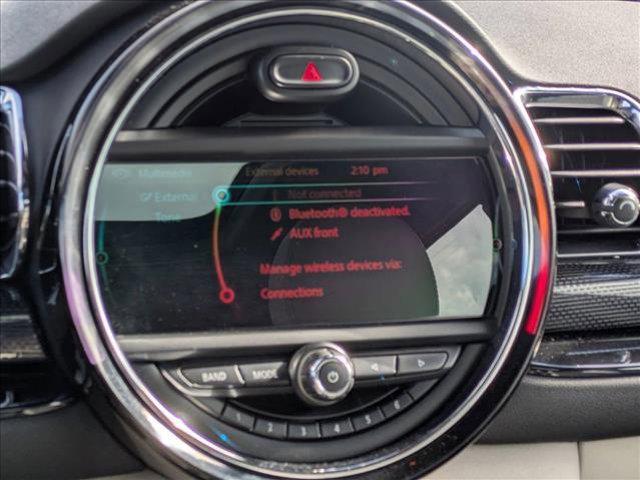 Multimedia External devices 2:10 pm
External Not connected
Tone Bluetooth® deactivated.
AUX front
Manage wireless devices via:
Connections
BAND MODE
1 2 3 4 5 6